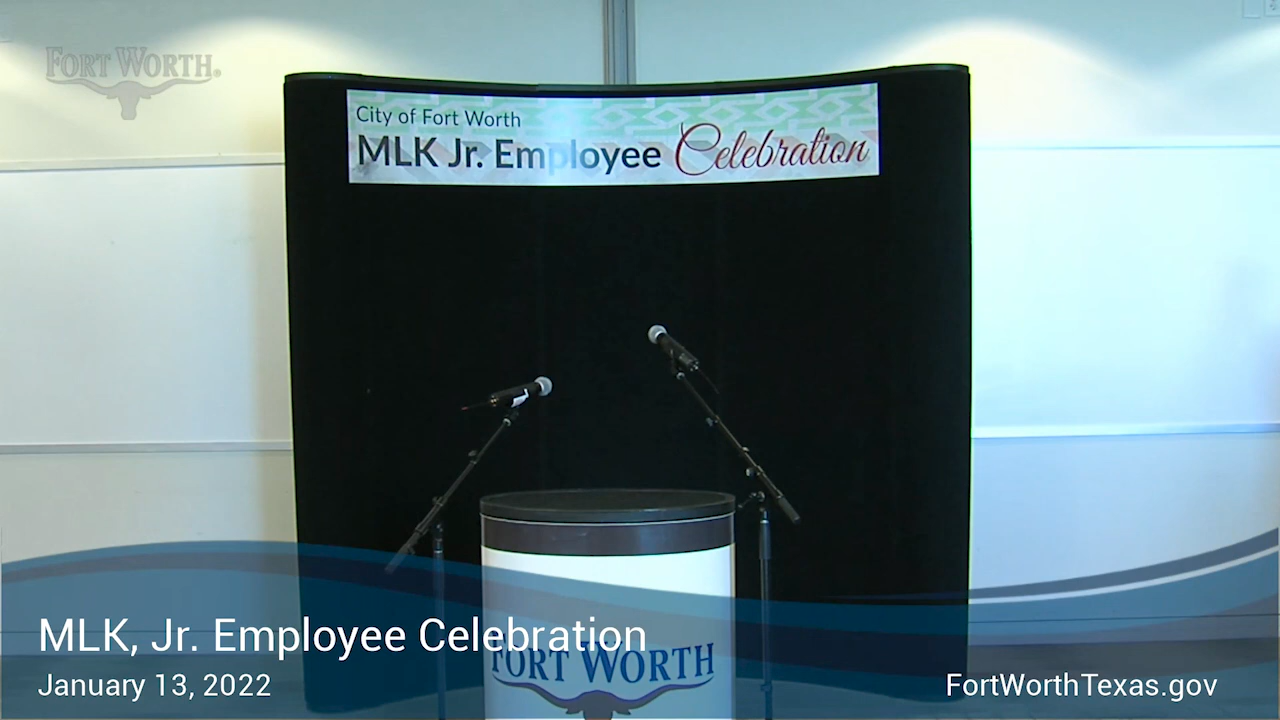 FORT WORTH®
City of Fort Worth
MLK Jr. Employee Celebration
MLK, Jr. Employee Celebration
FORT WORTH
January 13, 2022
FortWorthTexas.gov